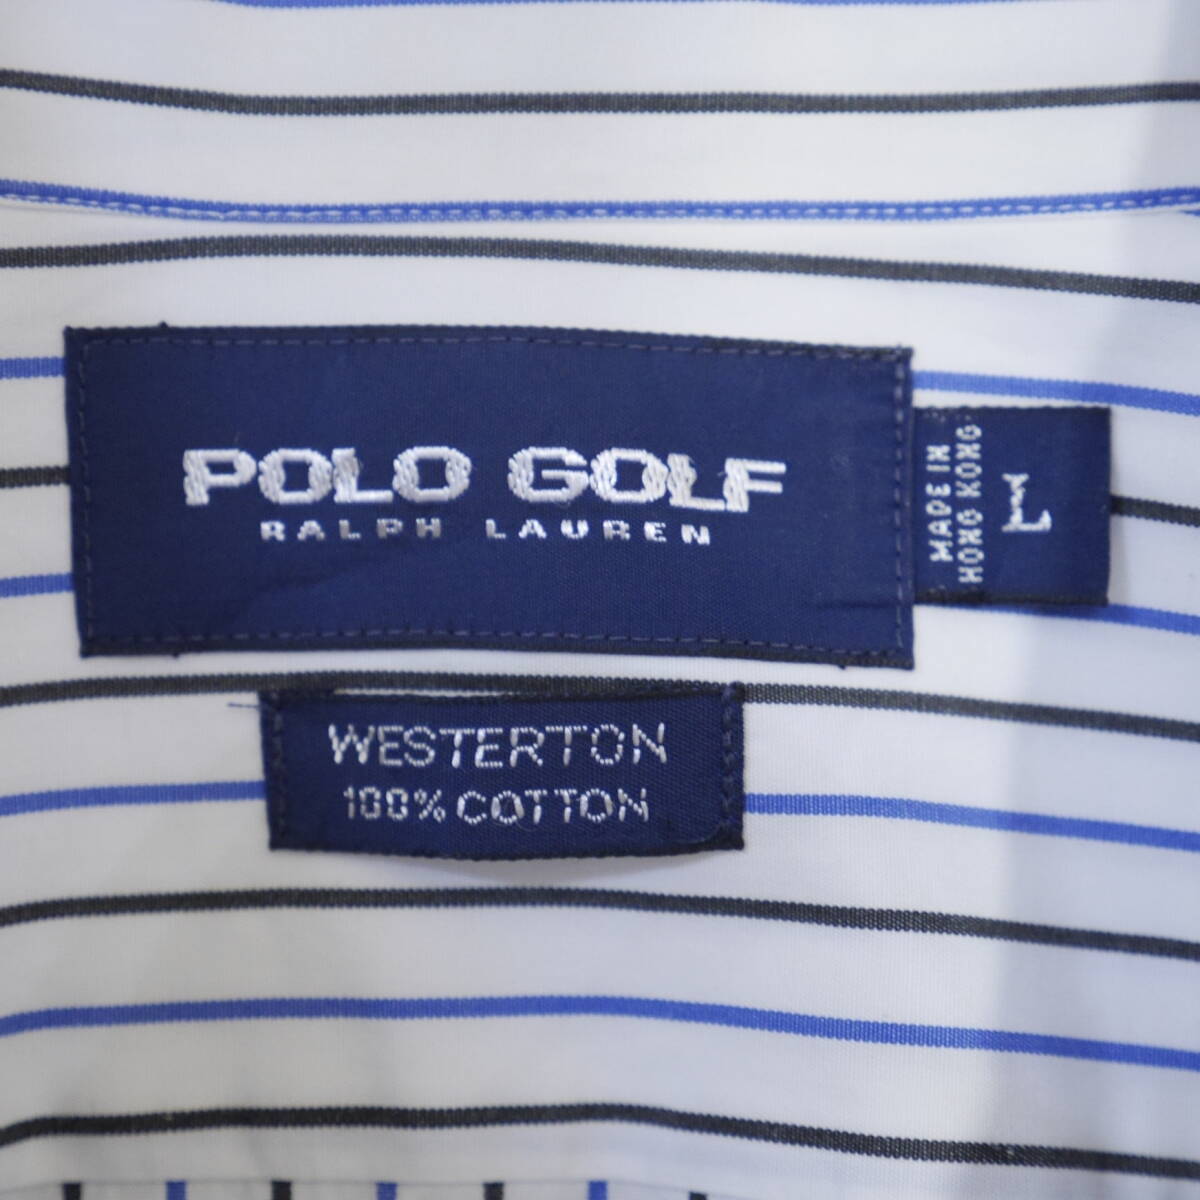 POLO GOLF
RALPH LAUREN
MADE IN
HONG KONG
L
WESTERTON
100% COTTON